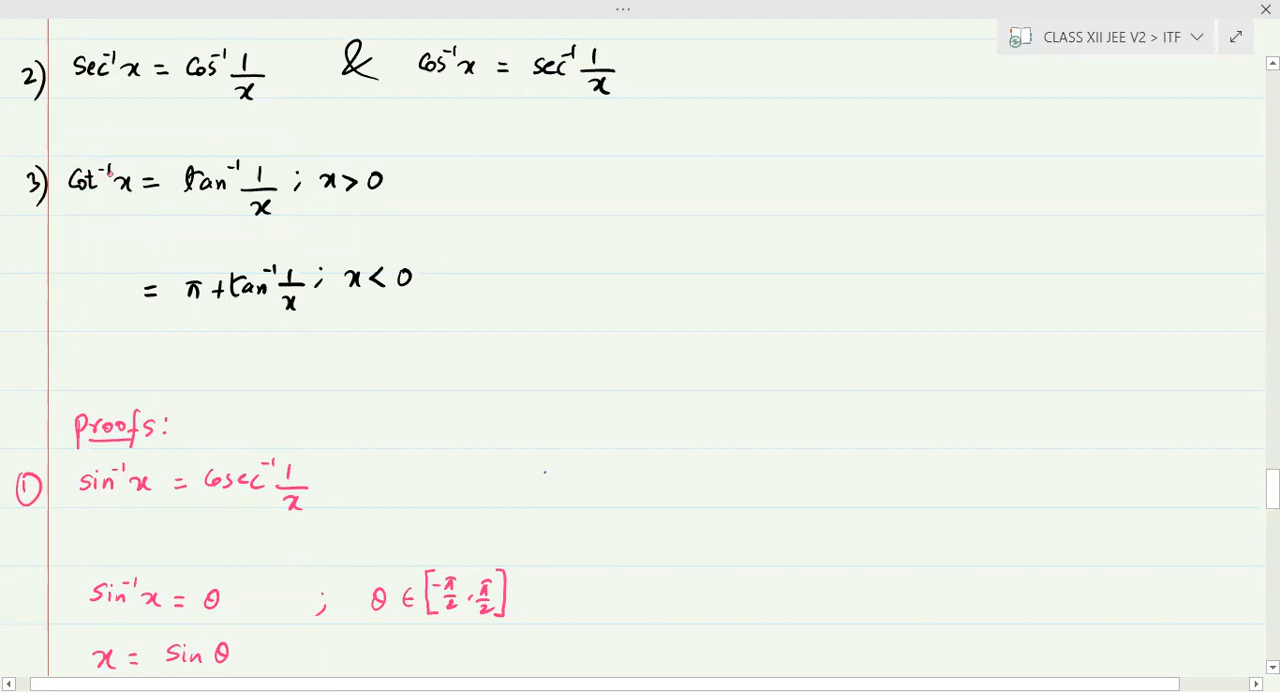 CLASS XII JEE V2 > ITF
2) Sec⁻¹x = Cos⁻¹ 1/x & Cos⁻¹x = sec⁻¹ 1/x
3) Cot⁻¹x = tan⁻¹ 1/x ; x > 0
= π + tan⁻¹ 1/x ; x < 0
Proofs:
① sin⁻¹x = Cosec⁻¹ 1/x
Sin⁻¹x = θ ; θ ∈ [-π/2, π/2]
x = Sin θ